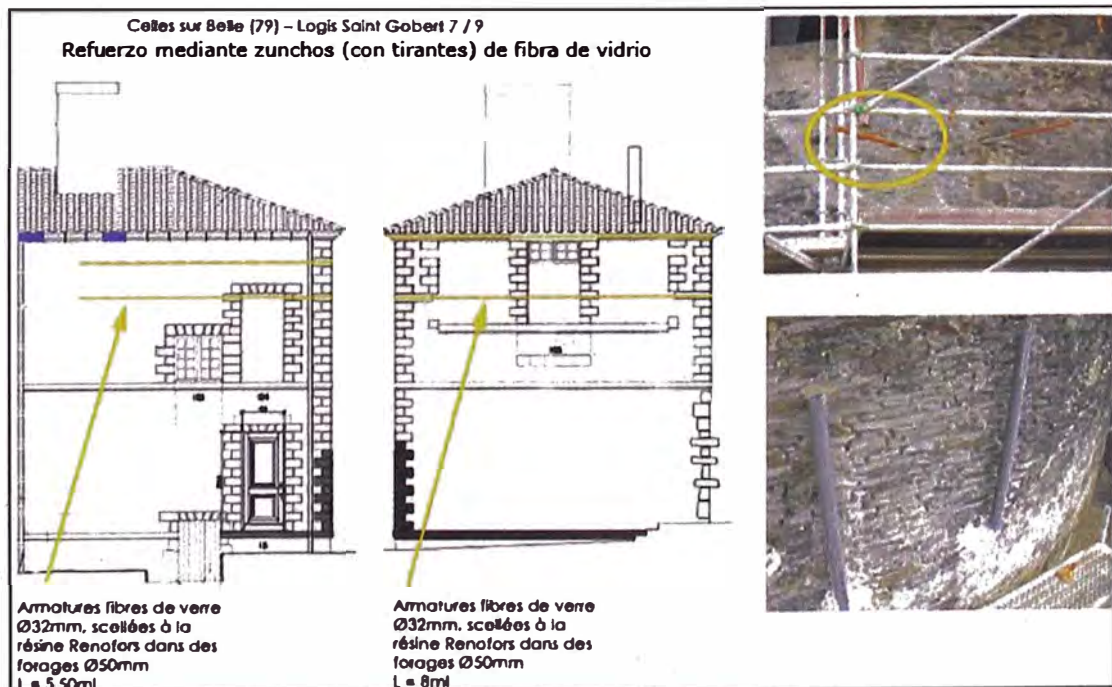 Celles sur Belle (79) – Logis Saint Gobert 7 / 9
Refuerzo mediante zunchos (con tirantes) de fibra de vidrio
Armatures fibres de verre
Ø32mm, scellées à la
résine Renofors dans des
forages Ø50mm
L = 5,50ml
Armatures fibres de verre
Ø32mm, scellées à la
résine Renofors dans des
forages Ø50mm
L = 8ml